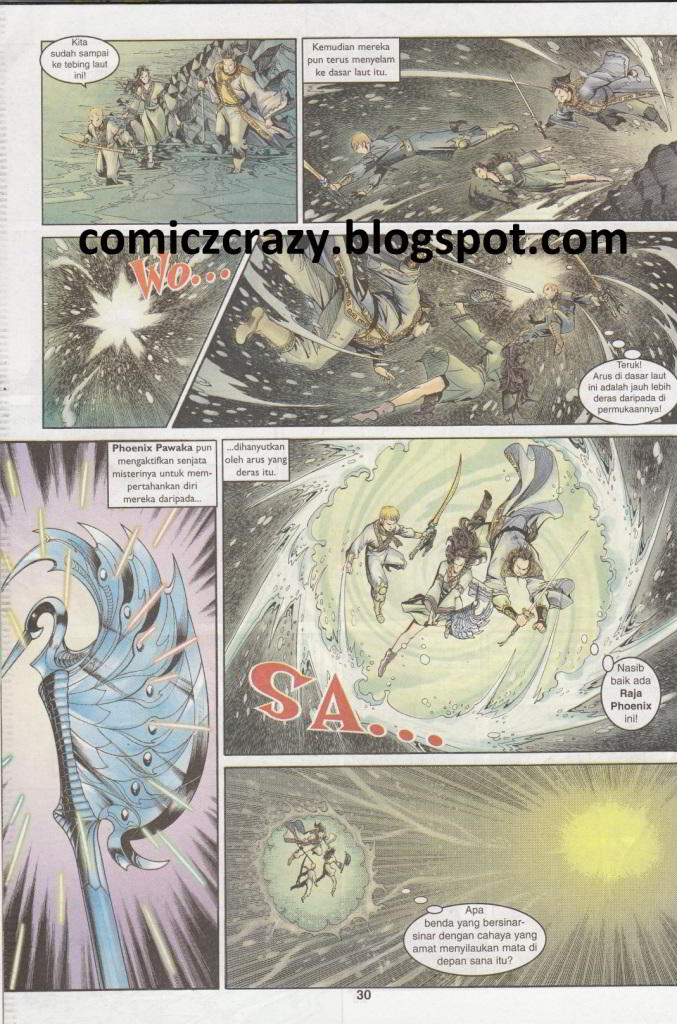 Kita
sudah sampai
ke tebing laut
ini!
Kemudian mereka
pun terus menyelam
ke dasar laut itu.
comiczcrazy.blogspot.com
Wo...
Teruk!
Arus di dasar laut
ini adalah jauh lebih
deras daripada di
permukaannya!
Phoenix Pawaka pun
mengaktifkan senjata
misterinya untuk mem-
pertahankan diri
mereka daripada...
...dihanyutkan
oleh arus yang
deras itu.
Nasib
baik ada
Raja
Phoenix
ini!
SA...
Apa
benda yang bersinar-
sinar dengan cahaya yang
amat menyilaukan mata di
depan sana itu?
30